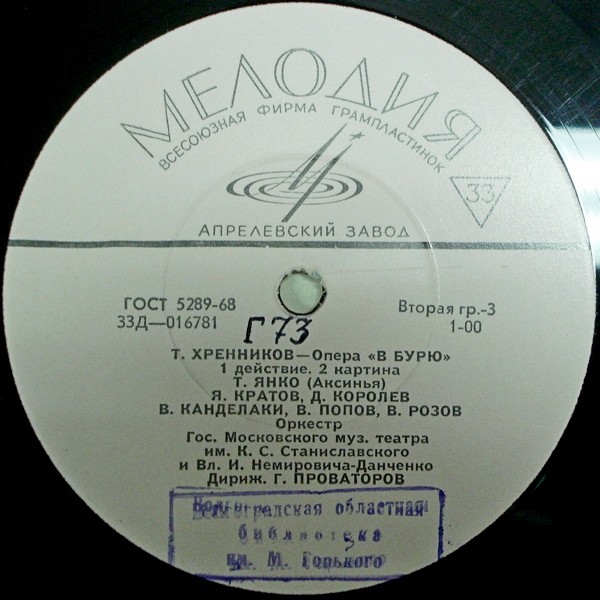 МЕЛОДИЯ
ВСЕСОЮЗНАЯ ФИРМА ГРАМПЛАСТИНОК
33
АПРЕЛЕВСКИЙ ЗАВОД
ГОСТ 5289-68
Вторая гр.-3
33Д—016781
1-00
Г 73
Т. ХРЕННИКОВ—Опера «В БУРЮ»
1 действие. 2 картина
Т. ЯНКО (Аксинья)
Я. КРАТОВ, Д. КОРОЛЕВ
В. КАНДЕЛАКИ, В. ПОПОВ, В. РОЗОВ
Оркестр
Гос. Московского муз. театра
им. К. С. Станиславского
и Вл. И. Немировича-Данченко
Дириж. Г. ПРОВАТОРОВ
Волгоградская областная
библиотека
им. М. Горького